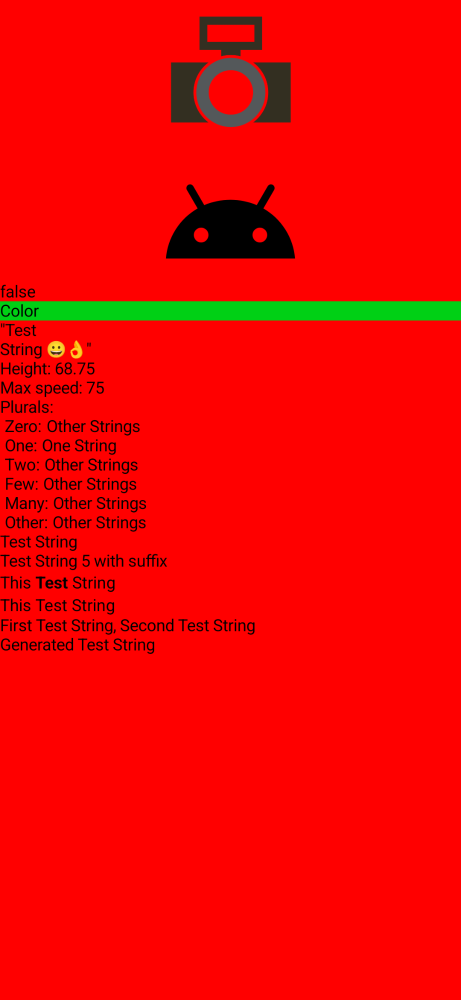 false
Color
"Test
String 😀👌"
Height: 68.75
Max speed: 75
Plurals:
Zero: Other Strings
One: One String
Two: Other Strings
Few: Other Strings
Many: Other Strings
Other: Other Strings
Test String
Test String 5 with suffix
This Test String
This Test String
First Test String, Second Test String
Generated Test String